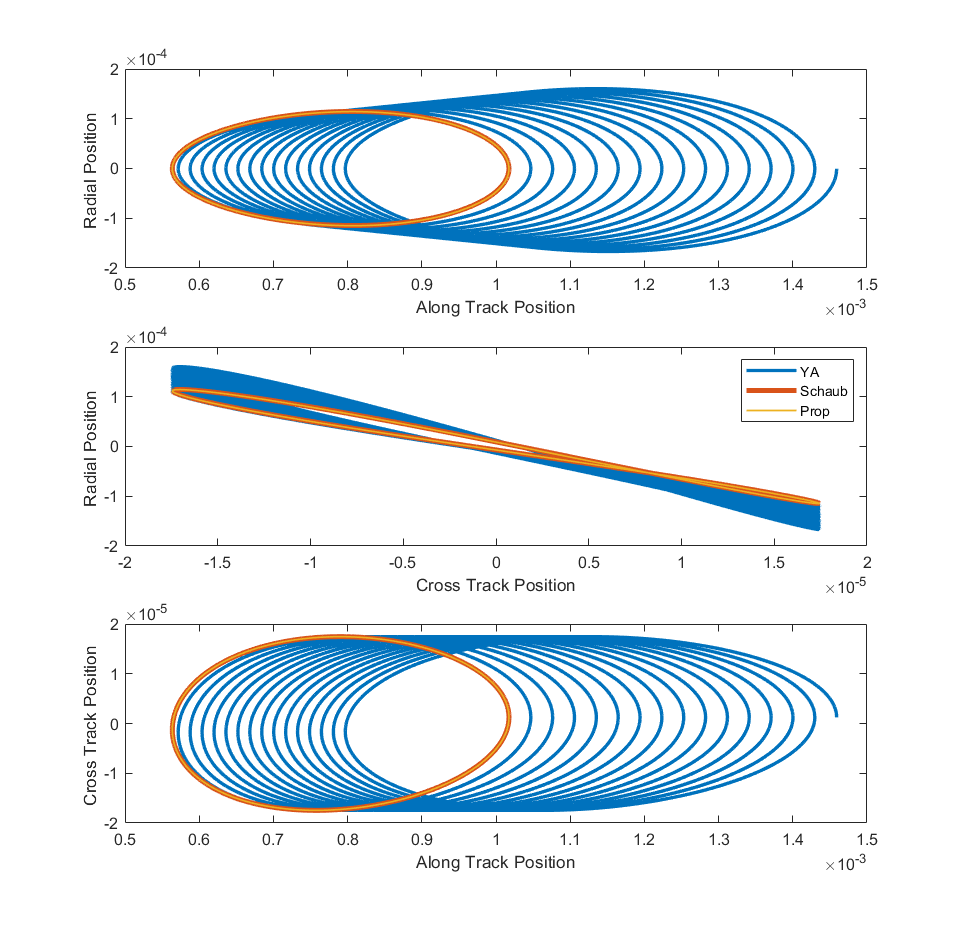 ×10-4
2
1
0
-1
-2
Radial Position
0.5 0.6 0.7 0.8 0.9 1 1.1 1.2 1.3 1.4 1.5
Along Track Position
×10-3
×10-4
2
1
0
-1
-2
Radial Position
YA
Schaub
Prop
-2 -1.5 -1 -0.5 0 0.5 1 1.5 2
Cross Track Position
×10-5
×10-5
2
1
0
-1
-2
Cross Track Position
0.5 0.6 0.7 0.8 0.9 1 1.1 1.2 1.3 1.4 1.5
Along Track Position
×10-3